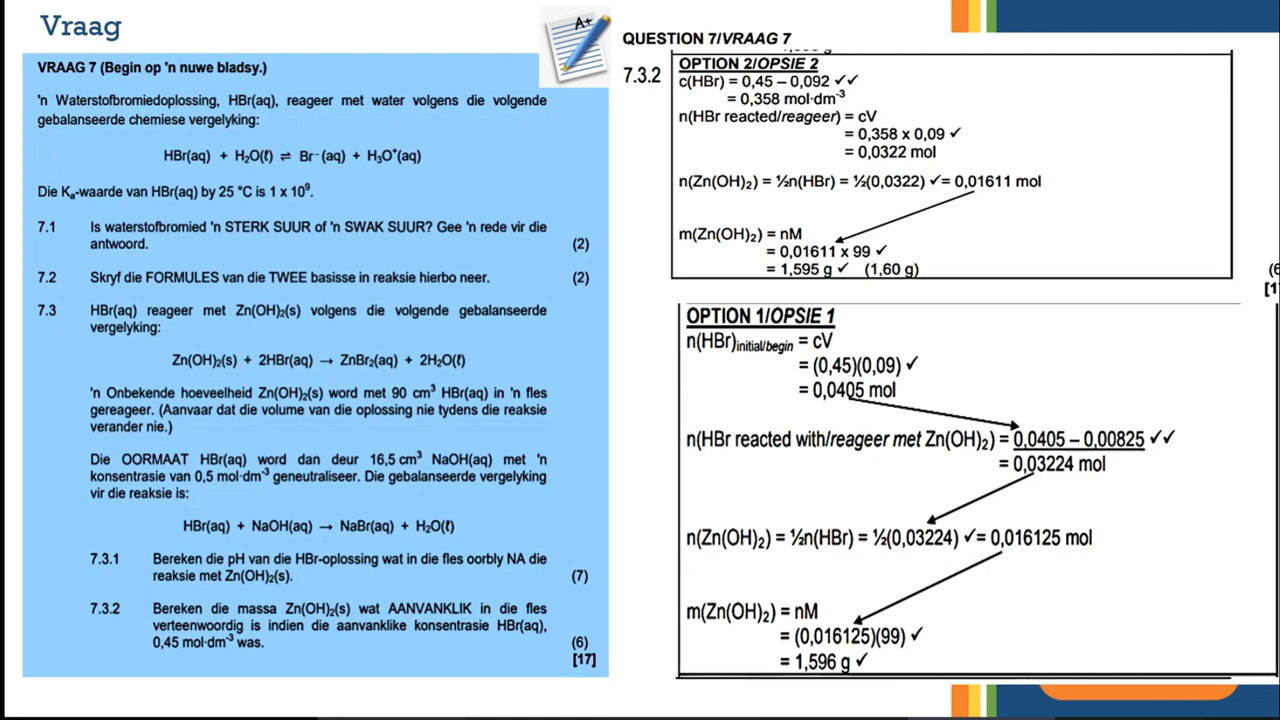 Vraag
VRAAG 7 (Begin op 'n nuwe bladsy.)
'n Waterstofbromiedoplossing, HBr(aq), reageer met water volgens die volgende
gebalanseerde chemiese vergelyking:
HBr(aq) + H₂O(ℓ) ⇌ Br⁻(aq) + H₃O⁺(aq)
Die Kₐ-waarde van HBr(aq) by 25 °C is 1 x 10⁹.
7.1 Is waterstofbromied 'n STERK SUUR of 'n SWAK SUUR? Gee 'n rede vir die
antwoord. (2)
7.2 Skryf die FORMULES van die TWEE basisse in reaksie hierbo neer. (2)
7.3 HBr(aq) reageer met Zn(OH)₂(s) volgens die volgende gebalanseerde
vergelyking:
Zn(OH)₂(s) + 2HBr(aq) → ZnBr₂(aq) + 2H₂O(ℓ)
'n Onbekende hoeveelheid Zn(OH)₂(s) word met 90 cm³ HBr(aq) in 'n fles
gereageer. (Aanvaar dat die volume van die oplossing nie tydens die reaksie
verander nie.)
Die OORMAAT HBr(aq) word dan deur 16,5 cm³ NaOH(aq) met 'n
konsentrasie van 0,5 mol·dm⁻³ geneutraliseer. Die gebalanseerde vergelyking
vir die reaksie is:
HBr(aq) + NaOH(aq) → NaBr(aq) + H₂O(ℓ)
7.3.1 Bereken die pH van die HBr-oplossing wat in die fles oorbly NA die
reaksie met Zn(OH)₂(s). (7)
7.3.2 Bereken die massa Zn(OH)₂(s) wat AANVANKLIK in die fles
verteenwoordig is indien die aanvanklike konsentrasie HBr(aq),
0,45 mol·dm⁻³ was. (6)
[17]
A+
QUESTION 7/VRAAG 7
7.3.2 OPTION 2/OPSIE 2
c(HBr) = 0,45 – 0,092 ✓✓
= 0,358 mol·dm⁻³
n(HBr reacted/reageer) = cV
= 0,358 x 0,09 ✓
= 0,0322 mol
n(Zn(OH)₂) = ½n(HBr) = ½(0,0322) ✓= 0,01611 mol
m(Zn(OH)₂) = nM
= 0,01611 x 99 ✓
= 1,595 g ✓ (1,60 g)
OPTION 1/OPSIE 1
n(HBr)initial/begin = cV
= (0,45)(0,09) ✓
= 0,0405 mol
n(HBr reacted with/reageer met Zn(OH)₂) = 0,0405 – 0,00825 ✓✓
= 0,03224 mol
n(Zn(OH)₂) = ½n(HBr) = ½(0,03224) ✓= 0,016125 mol
m(Zn(OH)₂) = nM
= (0,016125)(99) ✓
= 1,596 g ✓